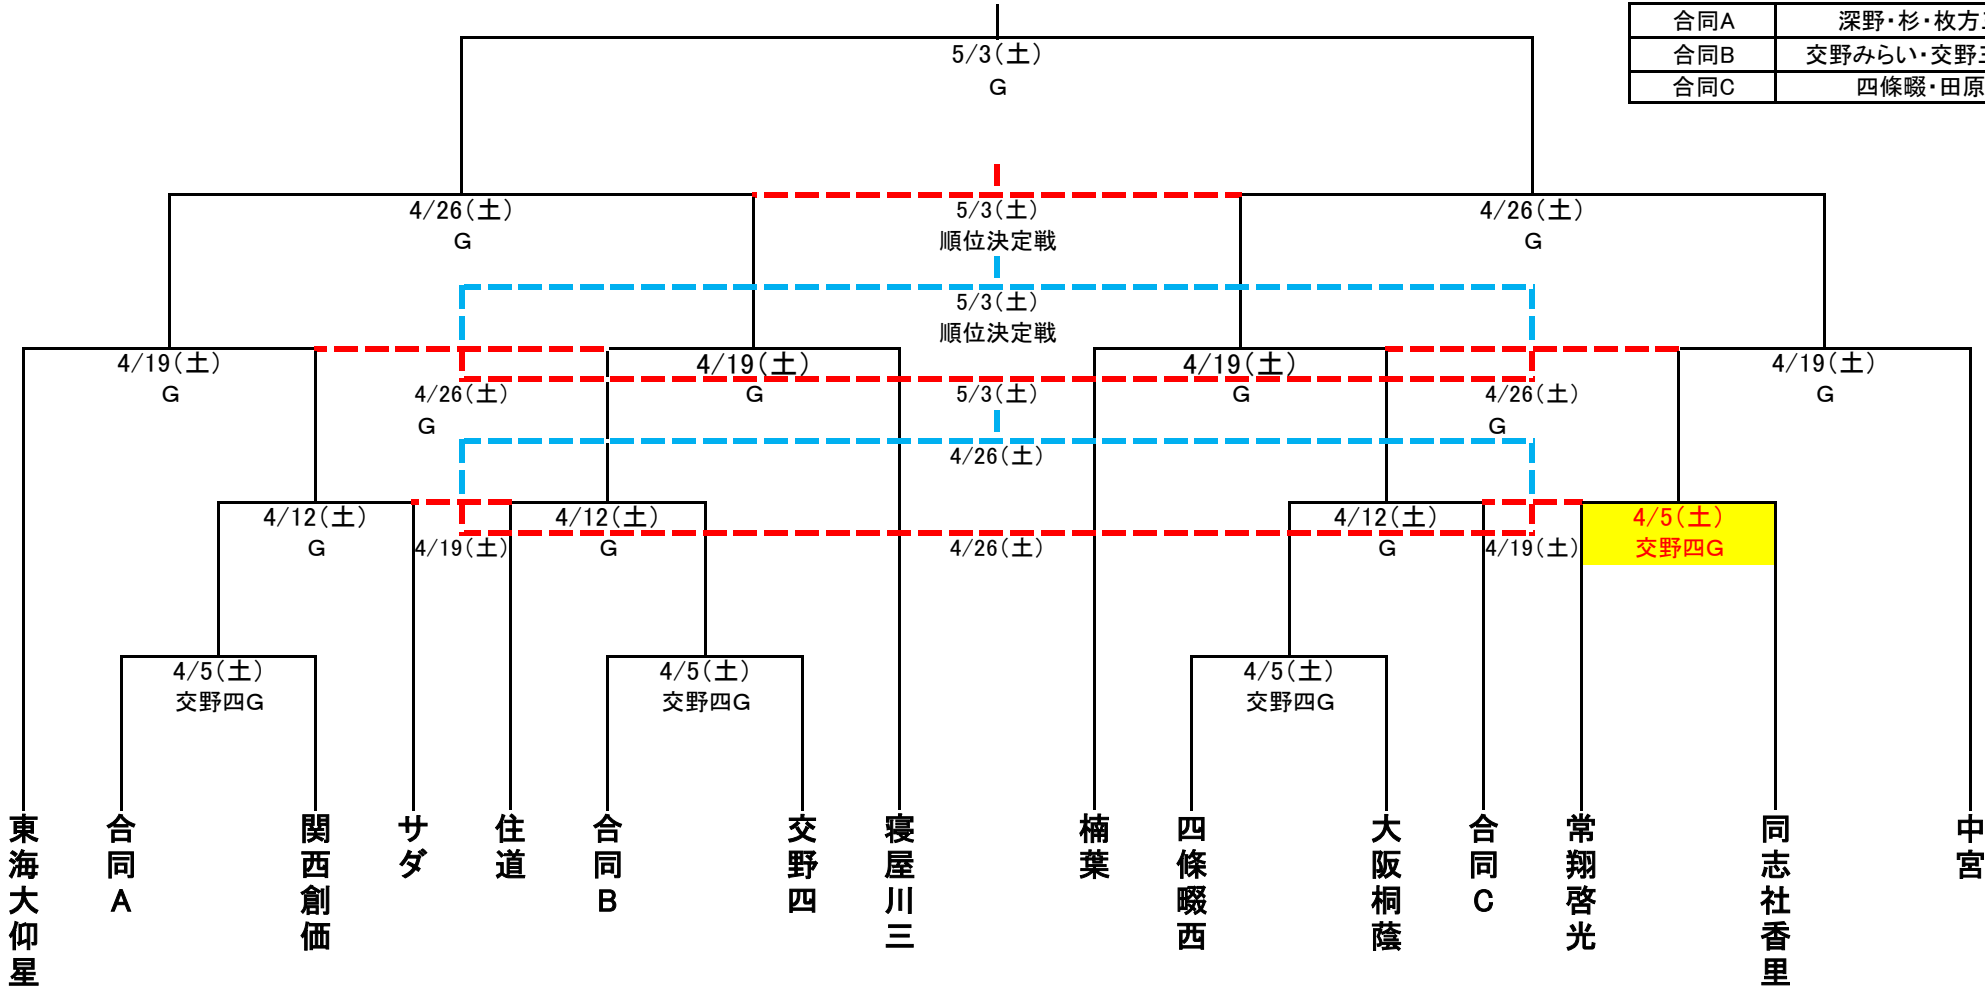 合同A 深野・杉・枚方
合同B 交野みらい・交野三
合同C 四條畷・田原
5/3(土)
G
4/26(土)
G
5/3(土)
順位決定戦
4/26(土)
G
5/3(土)
順位決定戦
4/19(土)
G
4/26(土)
G
4/19(土)
G
5/3(土)
4/19(土)
G
4/26(土)
G
4/19(土)
G
4/26(土)
4/12(土)
G
4/19(土)
4/12(土)
G
4/26(土)
4/12(土)
G
4/19(土)
4/5(土)
交野四G
4/5(土)
交野四G
4/5(土)
交野四G
4/5(土)
交野四G
東海大仰星
合同A
関西創価
サダ
住道
合同B
交野四
寝屋川三
楠葉
四條畷西
大阪桐蔭
合同C
常翔啓光
同志社香里
中宮